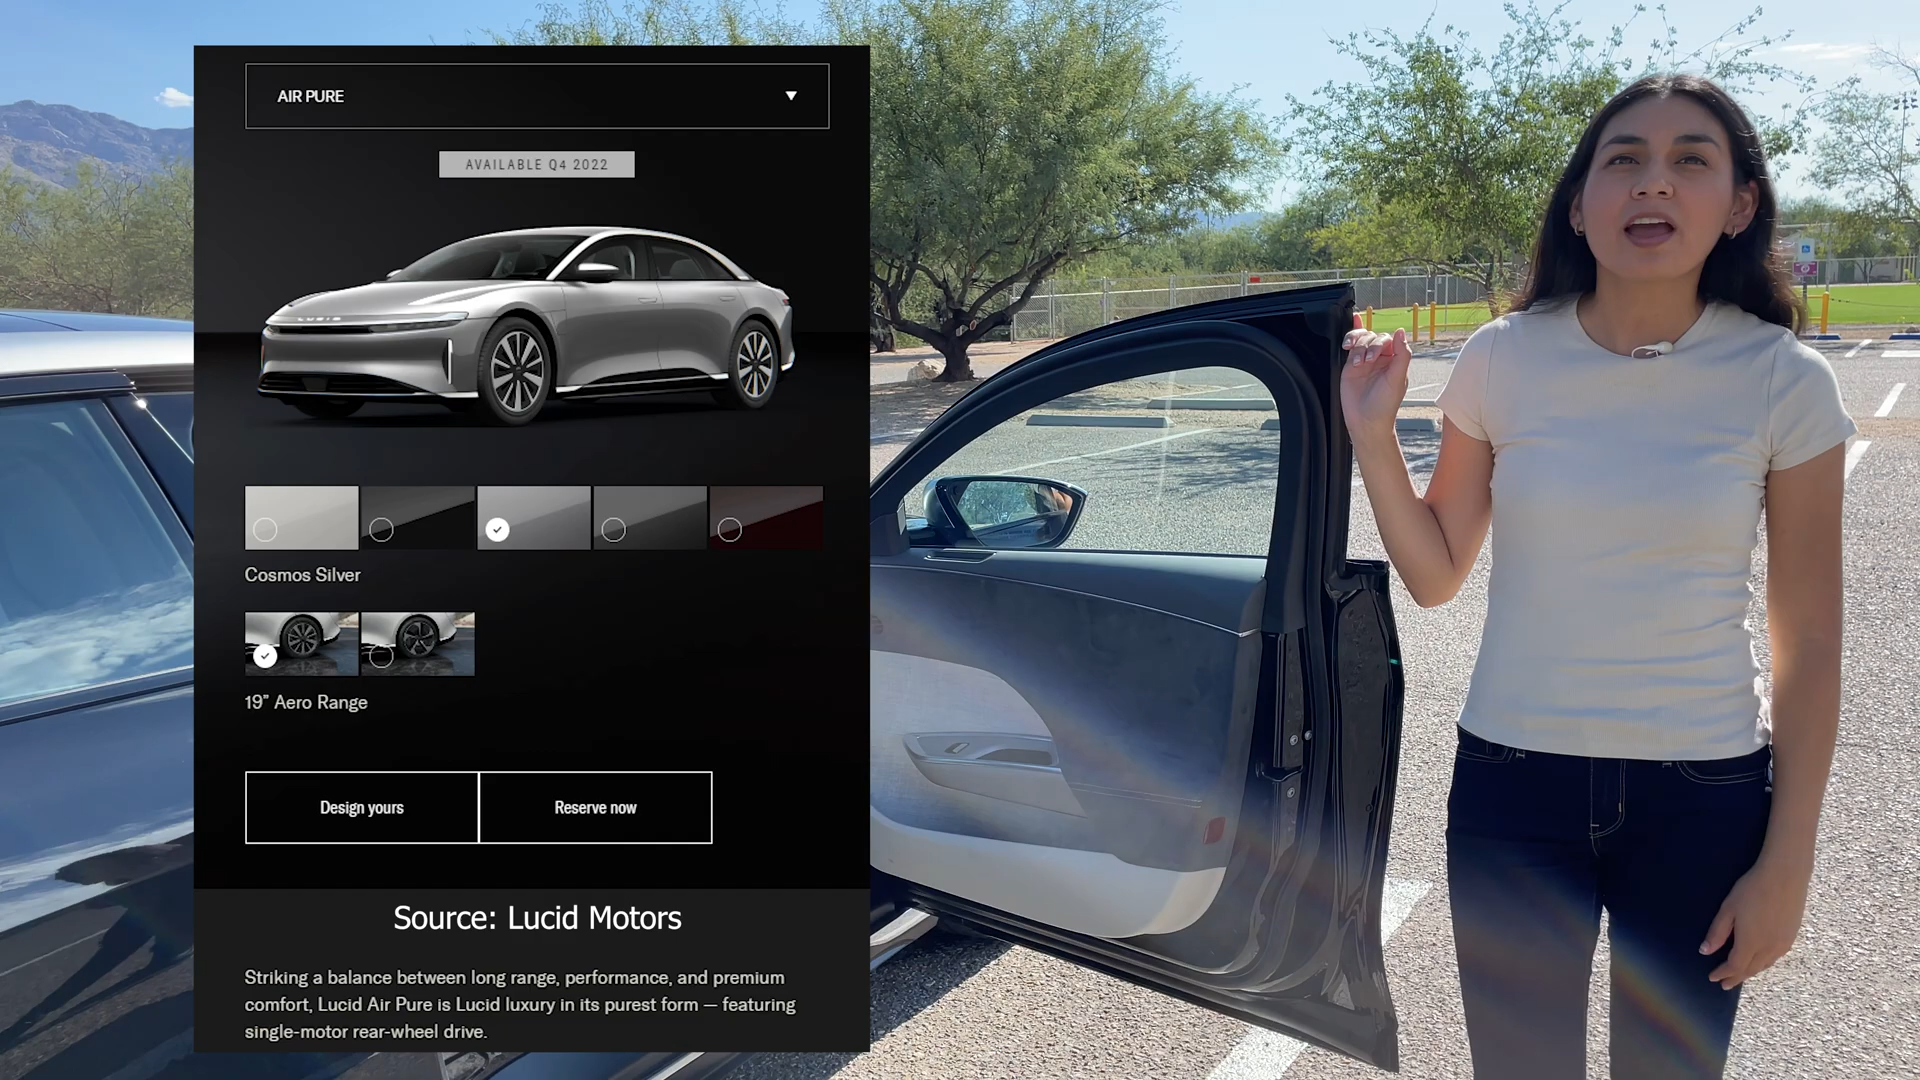 AIR PURE
AVAILABLE Q4 2022
LUCID
Cosmos Silver
19” Aero Range
Design yours
Reserve now
Source: Lucid Motors
Striking a balance between long range, performance, and premium
comfort, Lucid Air Pure is Lucid luxury in its purest form — featuring
single-motor rear-wheel drive.